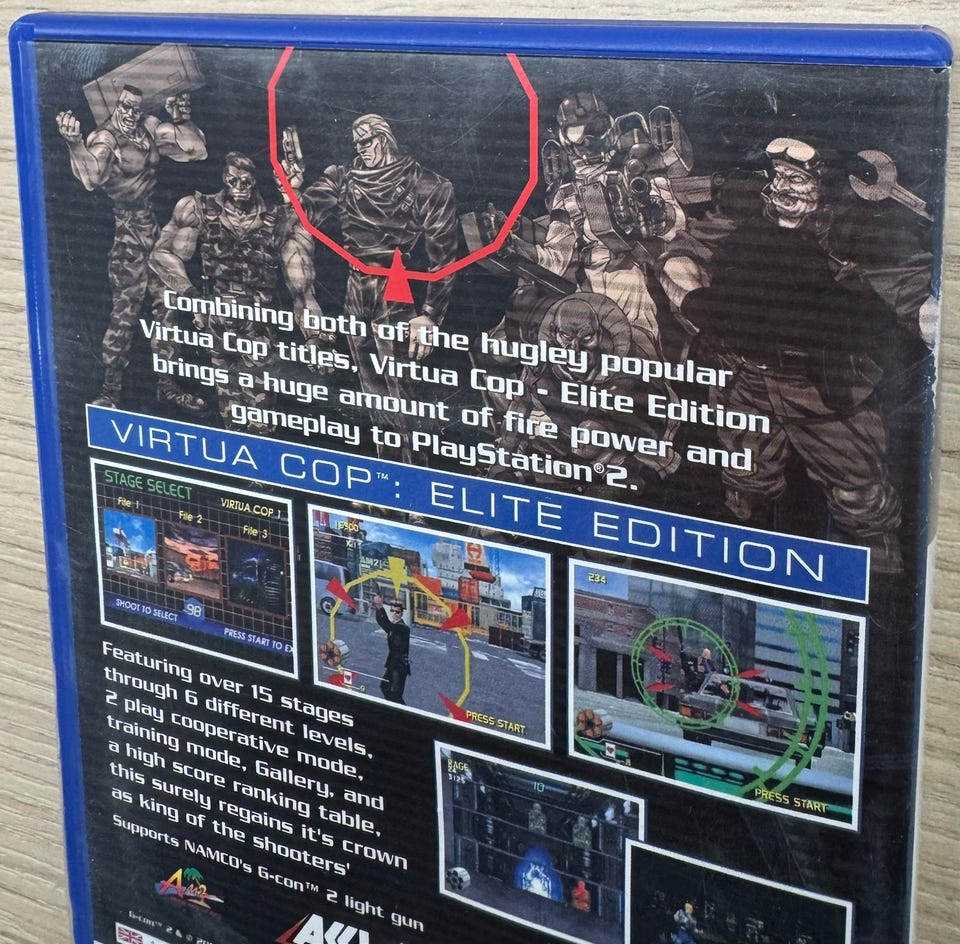 Combining both of the hugley popular
Virtua Cop titles, Virtua Cop - Elite Edition
brings a huge amount of fire power and
gameplay to PlayStation®2.
VIRTUA COP™: ELITE EDITION
STAGE SELECT
VIRTUA COP 1
File 1
File 2
File 3
SHOOT TO SELECT
98
PRESS START TO EX
PRESS START
234
PRESS START
3125
Featuring over 15 stages
through 6 different levels,
2 play cooperative mode,
training mode, Gallery, and
a high score ranking table,
this surely regains it's crown
as king of the shooters'
Supports NAMCO's G-con™ 2 light gun
AM2
G-con™ 2 & ©